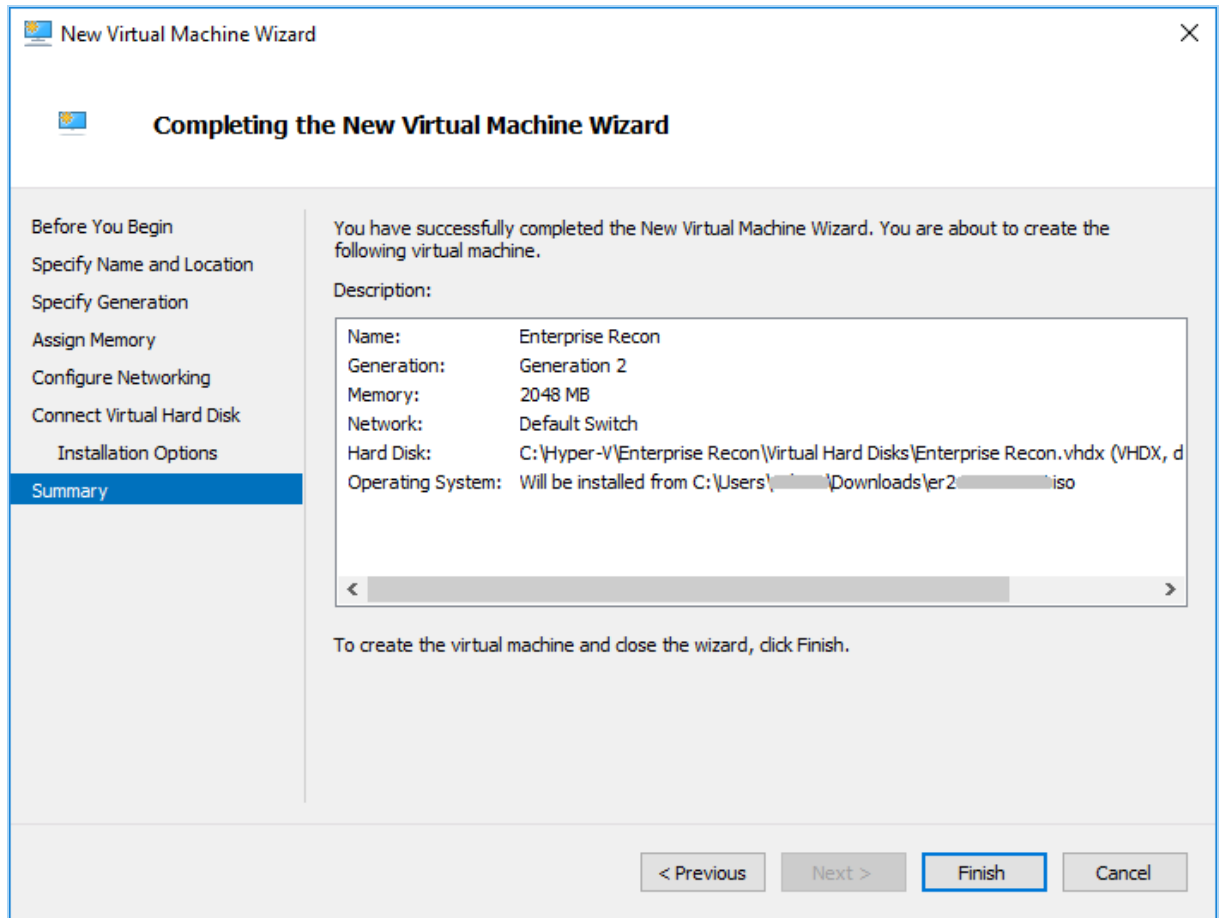 New Virtual Machine Wizard
Completing the New Virtual Machine Wizard
Before You Begin
Specify Name and Location
Specify Generation
Assign Memory
Configure Networking
Connect Virtual Hard Disk
Installation Options
Summary
You have successfully completed the New Virtual Machine Wizard. You are about to create the
following virtual machine.
Description:
Name: Enterprise Recon
Generation: Generation 2
Memory: 2048 MB
Network: Default Switch
Hard Disk: C:\Hyper-V\Enterprise Recon\Virtual Hard Disks\Enterprise Recon.vhdx (VHDX, d
Operating System: Will be installed from C:\Users\ \Downloads\er2 iso
To create the virtual machine and close the wizard, click Finish.
< Previous
Next >
Finish
Cancel